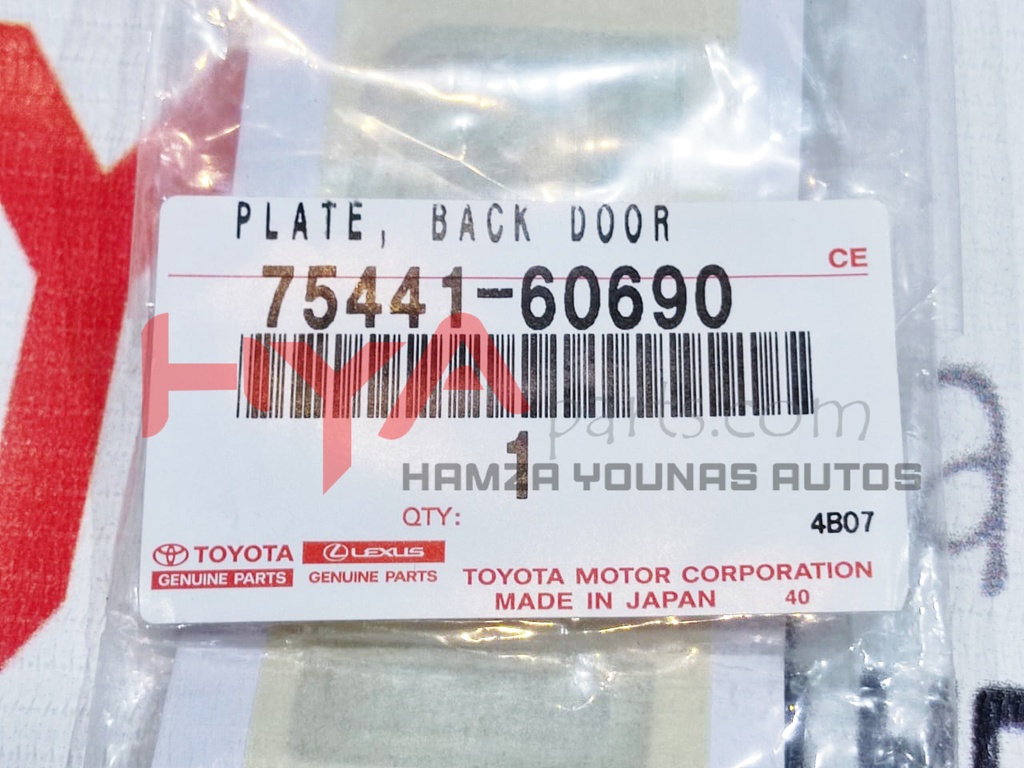 PLATE, BACK DOOR
CE
75441-60690
HYA
parts.com
1
HAMZA YOUNAS AUTOS
QTY:
4B07
TOYOTA
LEXUS
GENUINE PARTS
GENUINE PARTS
TOYOTA MOTOR CORPORATION
MADE IN JAPAN 40